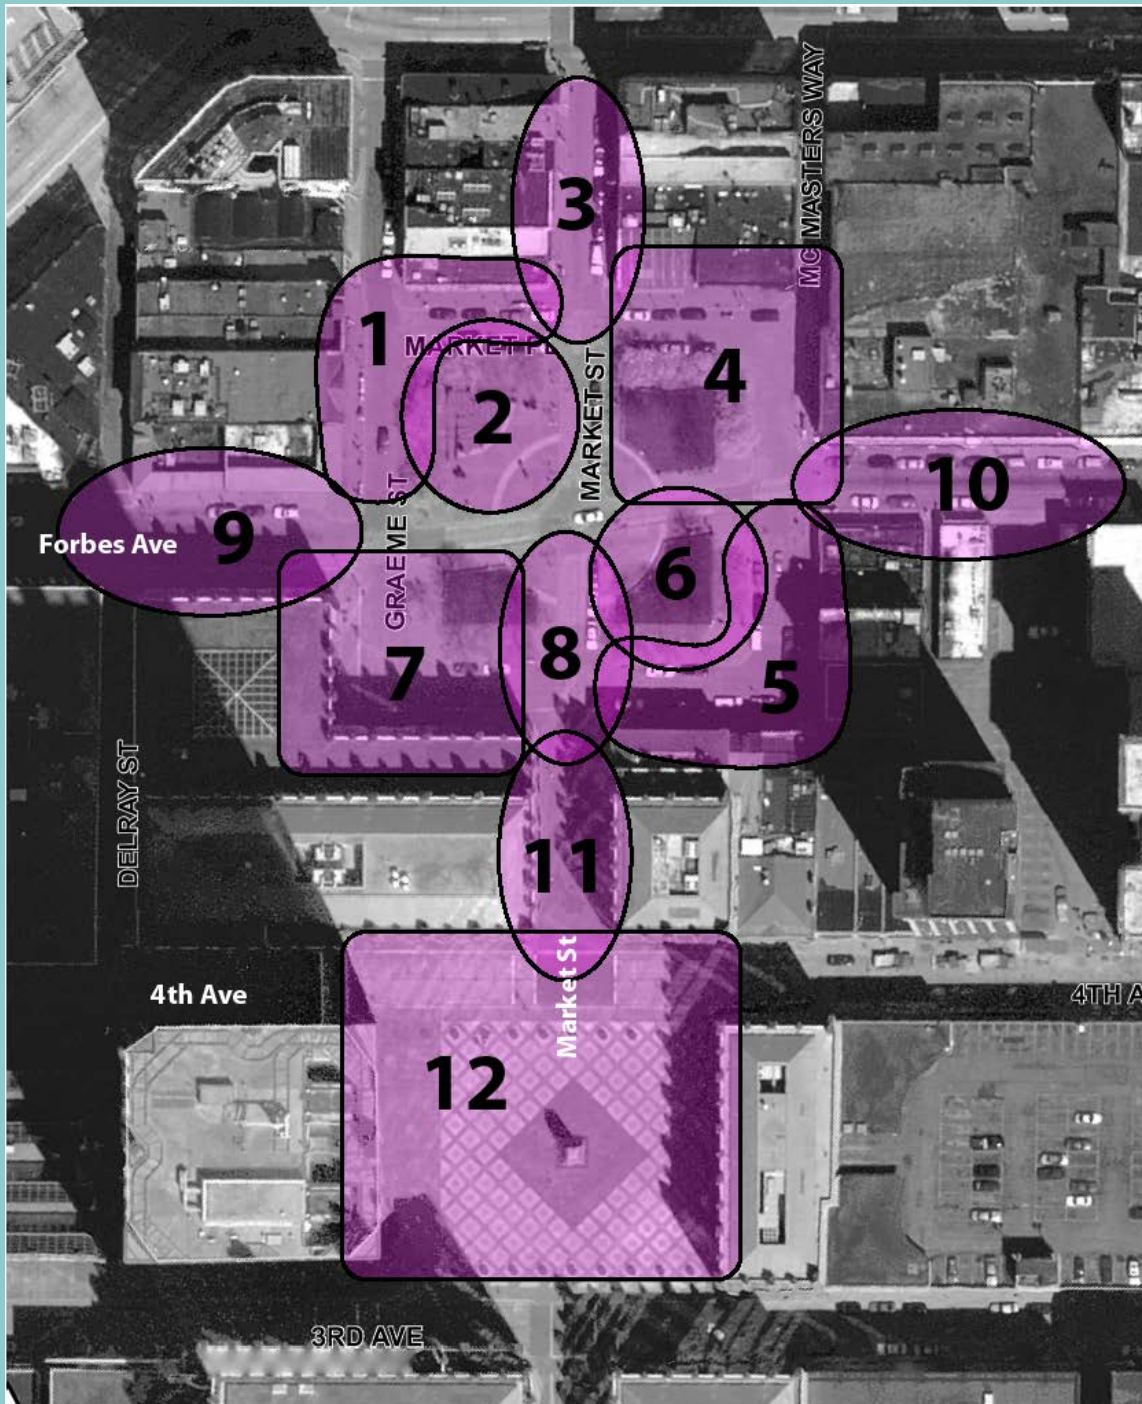 MC MASTERS WAY
3
1
MARKET PL
4
2
MARKET ST
10
9
Forbes Ave
GRAEME ST
6
8
7
5
DELRAY ST
11
Market St
4th Ave
4TH A
12
3RD AVE